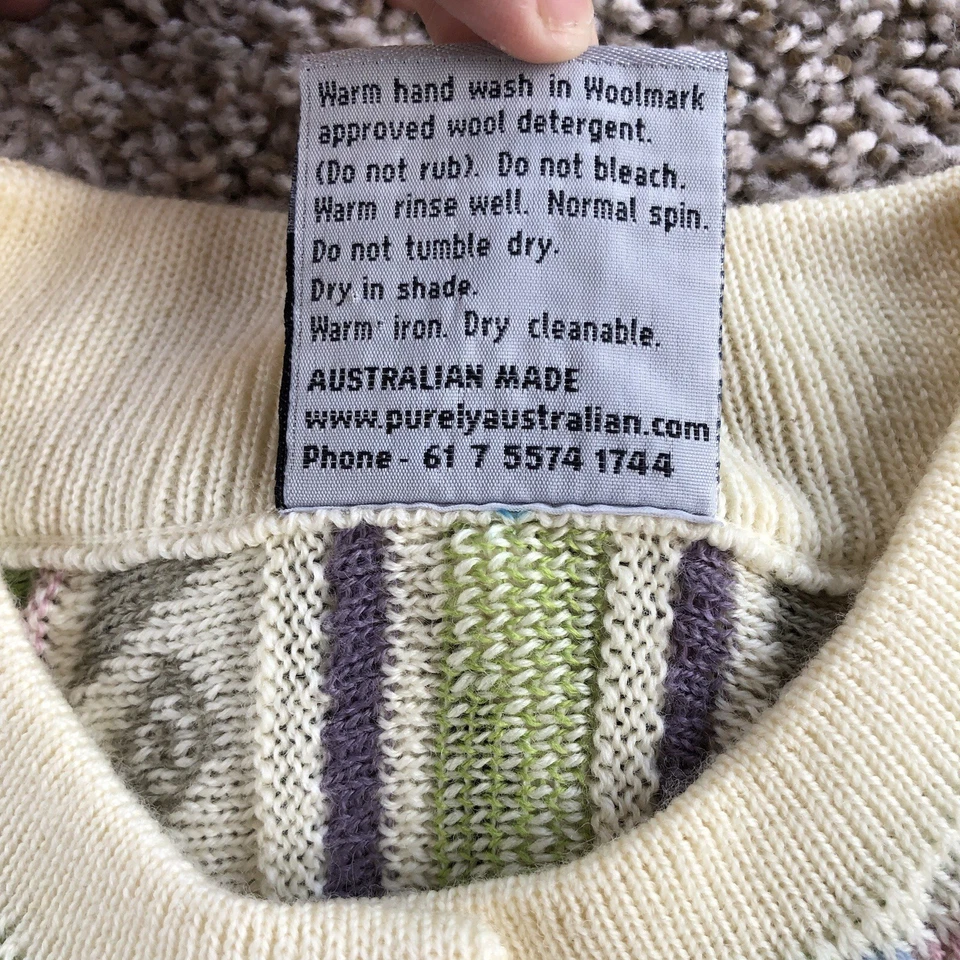 Warm hand wash in Woolmark
approved wool detergent.
(Do not rub). Do not bleach.
Warm rinse well. Normal spin.
Do not tumble dry.
Dry in shade.
Warm iron. Dry cleanable.
AUSTRALIAN MADE
www.purelyaustralian.com
Phone - 61 7 5574 1744